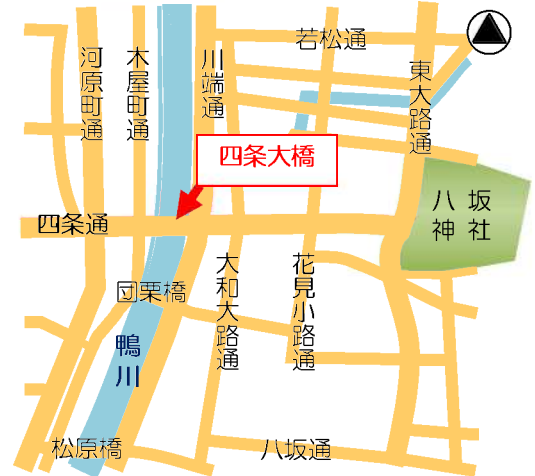 若松通
河原町通
木屋町通
川端通
東大路通
四条大橋
八坂
神社
四条通
団栗橋
大和大路通
花見小路通
鴨川
松原橋
八坂通